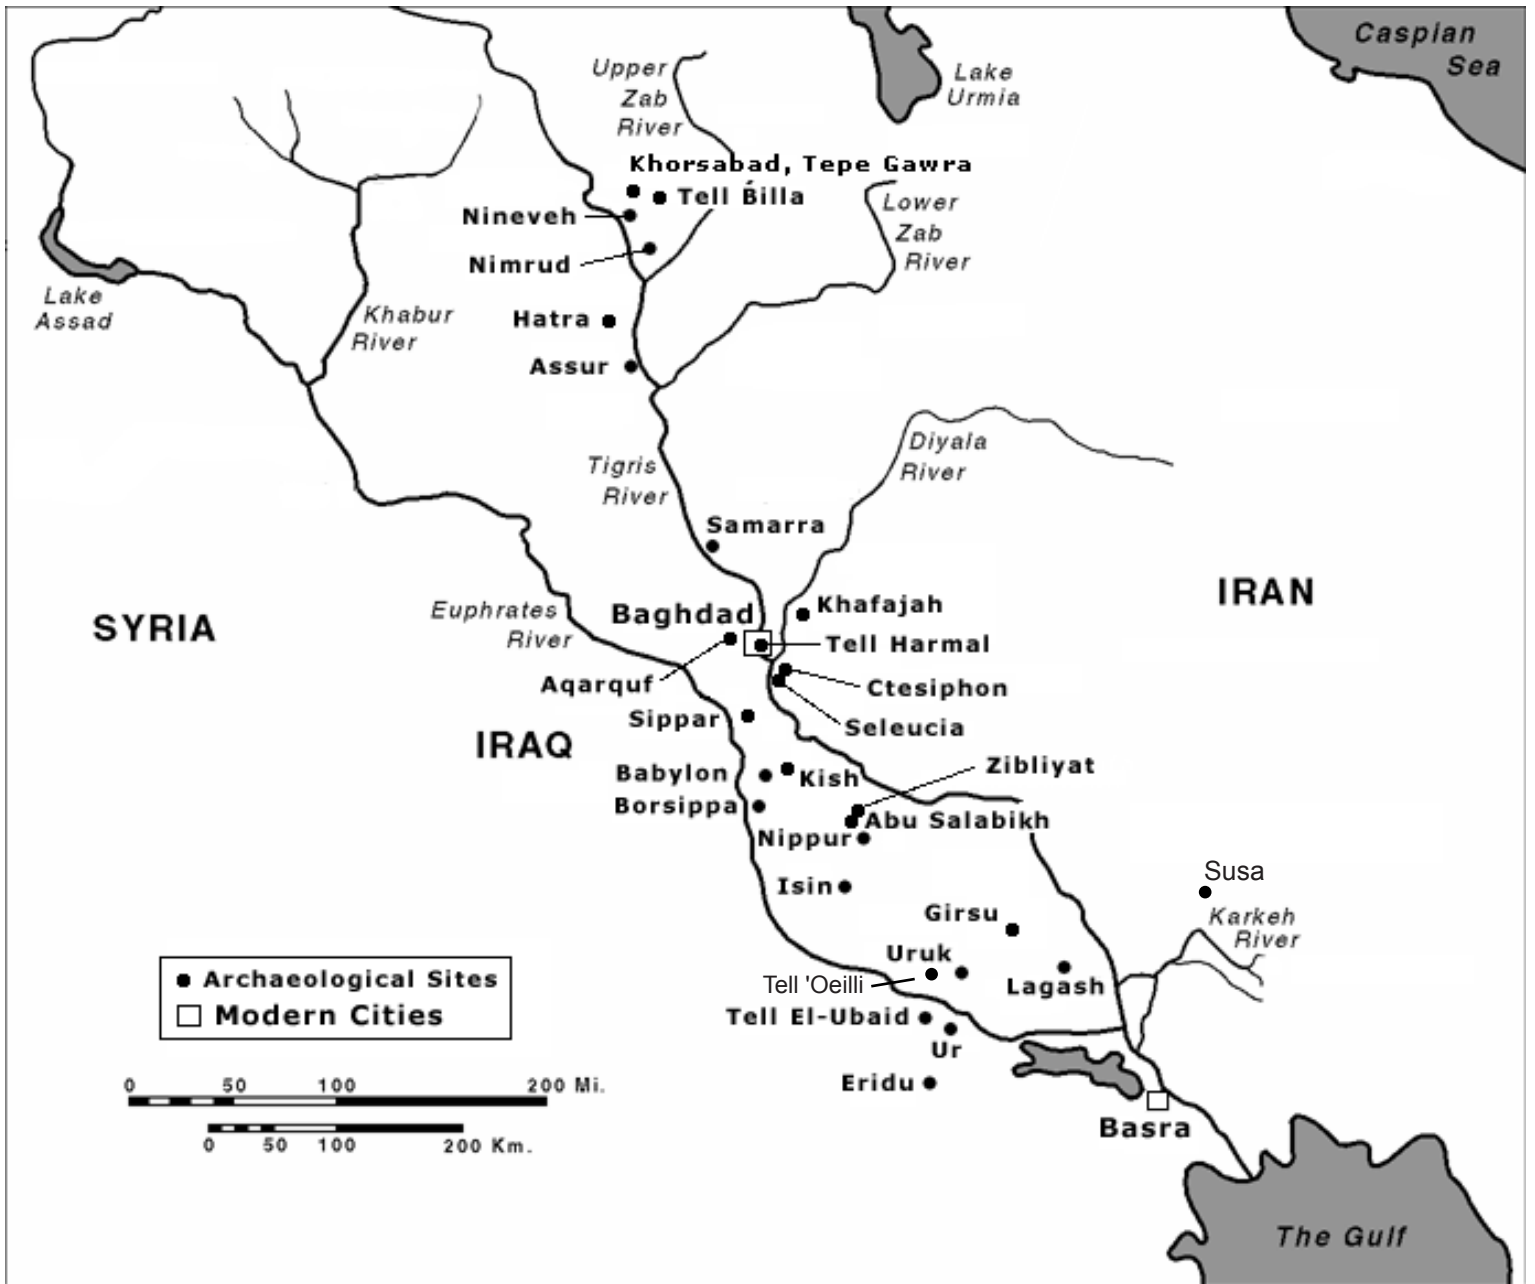 Caspian
Sea
Upper
Zab
River
Lake
Urmia
Khorsabad, Tepe Gawra
Tell Billa
Lower
Zab
River
Nineveh
Nimrud
Lake
Assad
Khabur
River
Hatra
Assur
Diyala
River
Tigris
River
Samarra
IRAN
Khafajah
Euphrates
River
Baghdad
SYRIA
Tell Harmal
Aqarquf
Ctesiphon
Sippar
Seleucia
IRAQ
Zibliyat
Babylon
Kish
Borsippa
Abu Salabikh
Nippur
Susa
Isin
Girsu
Karkeh
River
Uruk
Tell 'Oeilli
Lagash
Archaeological Sites
Modern Cities
Tell El-Ubaid
Ur
Eridu
0 50 100 200 Mi.
0 50 100 200 Km.
Basra
The Gulf